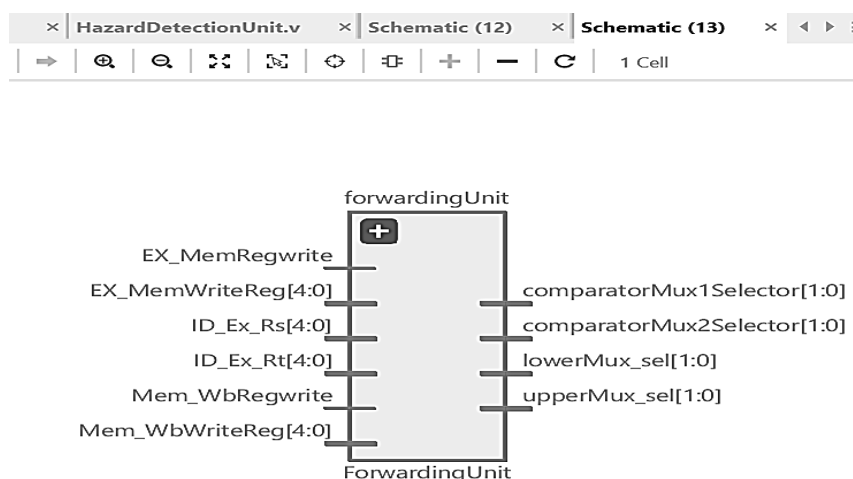 HazardDetectionUnit.v Schematic (12) Schematic (13)
1 Cell
forwardingUnit
EX_MemRegwrite
EX_MemWriteReg[4:0] comparatorMux1Selector[1:0]
ID_Ex_Rs[4:0] comparatorMux2Selector[1:0]
ID_Ex_Rt[4:0] lowerMux_sel[1:0]
Mem_WbRegwrite upperMux_sel[1:0]
Mem_WbWriteReg[4:0]
ForwardingUnit